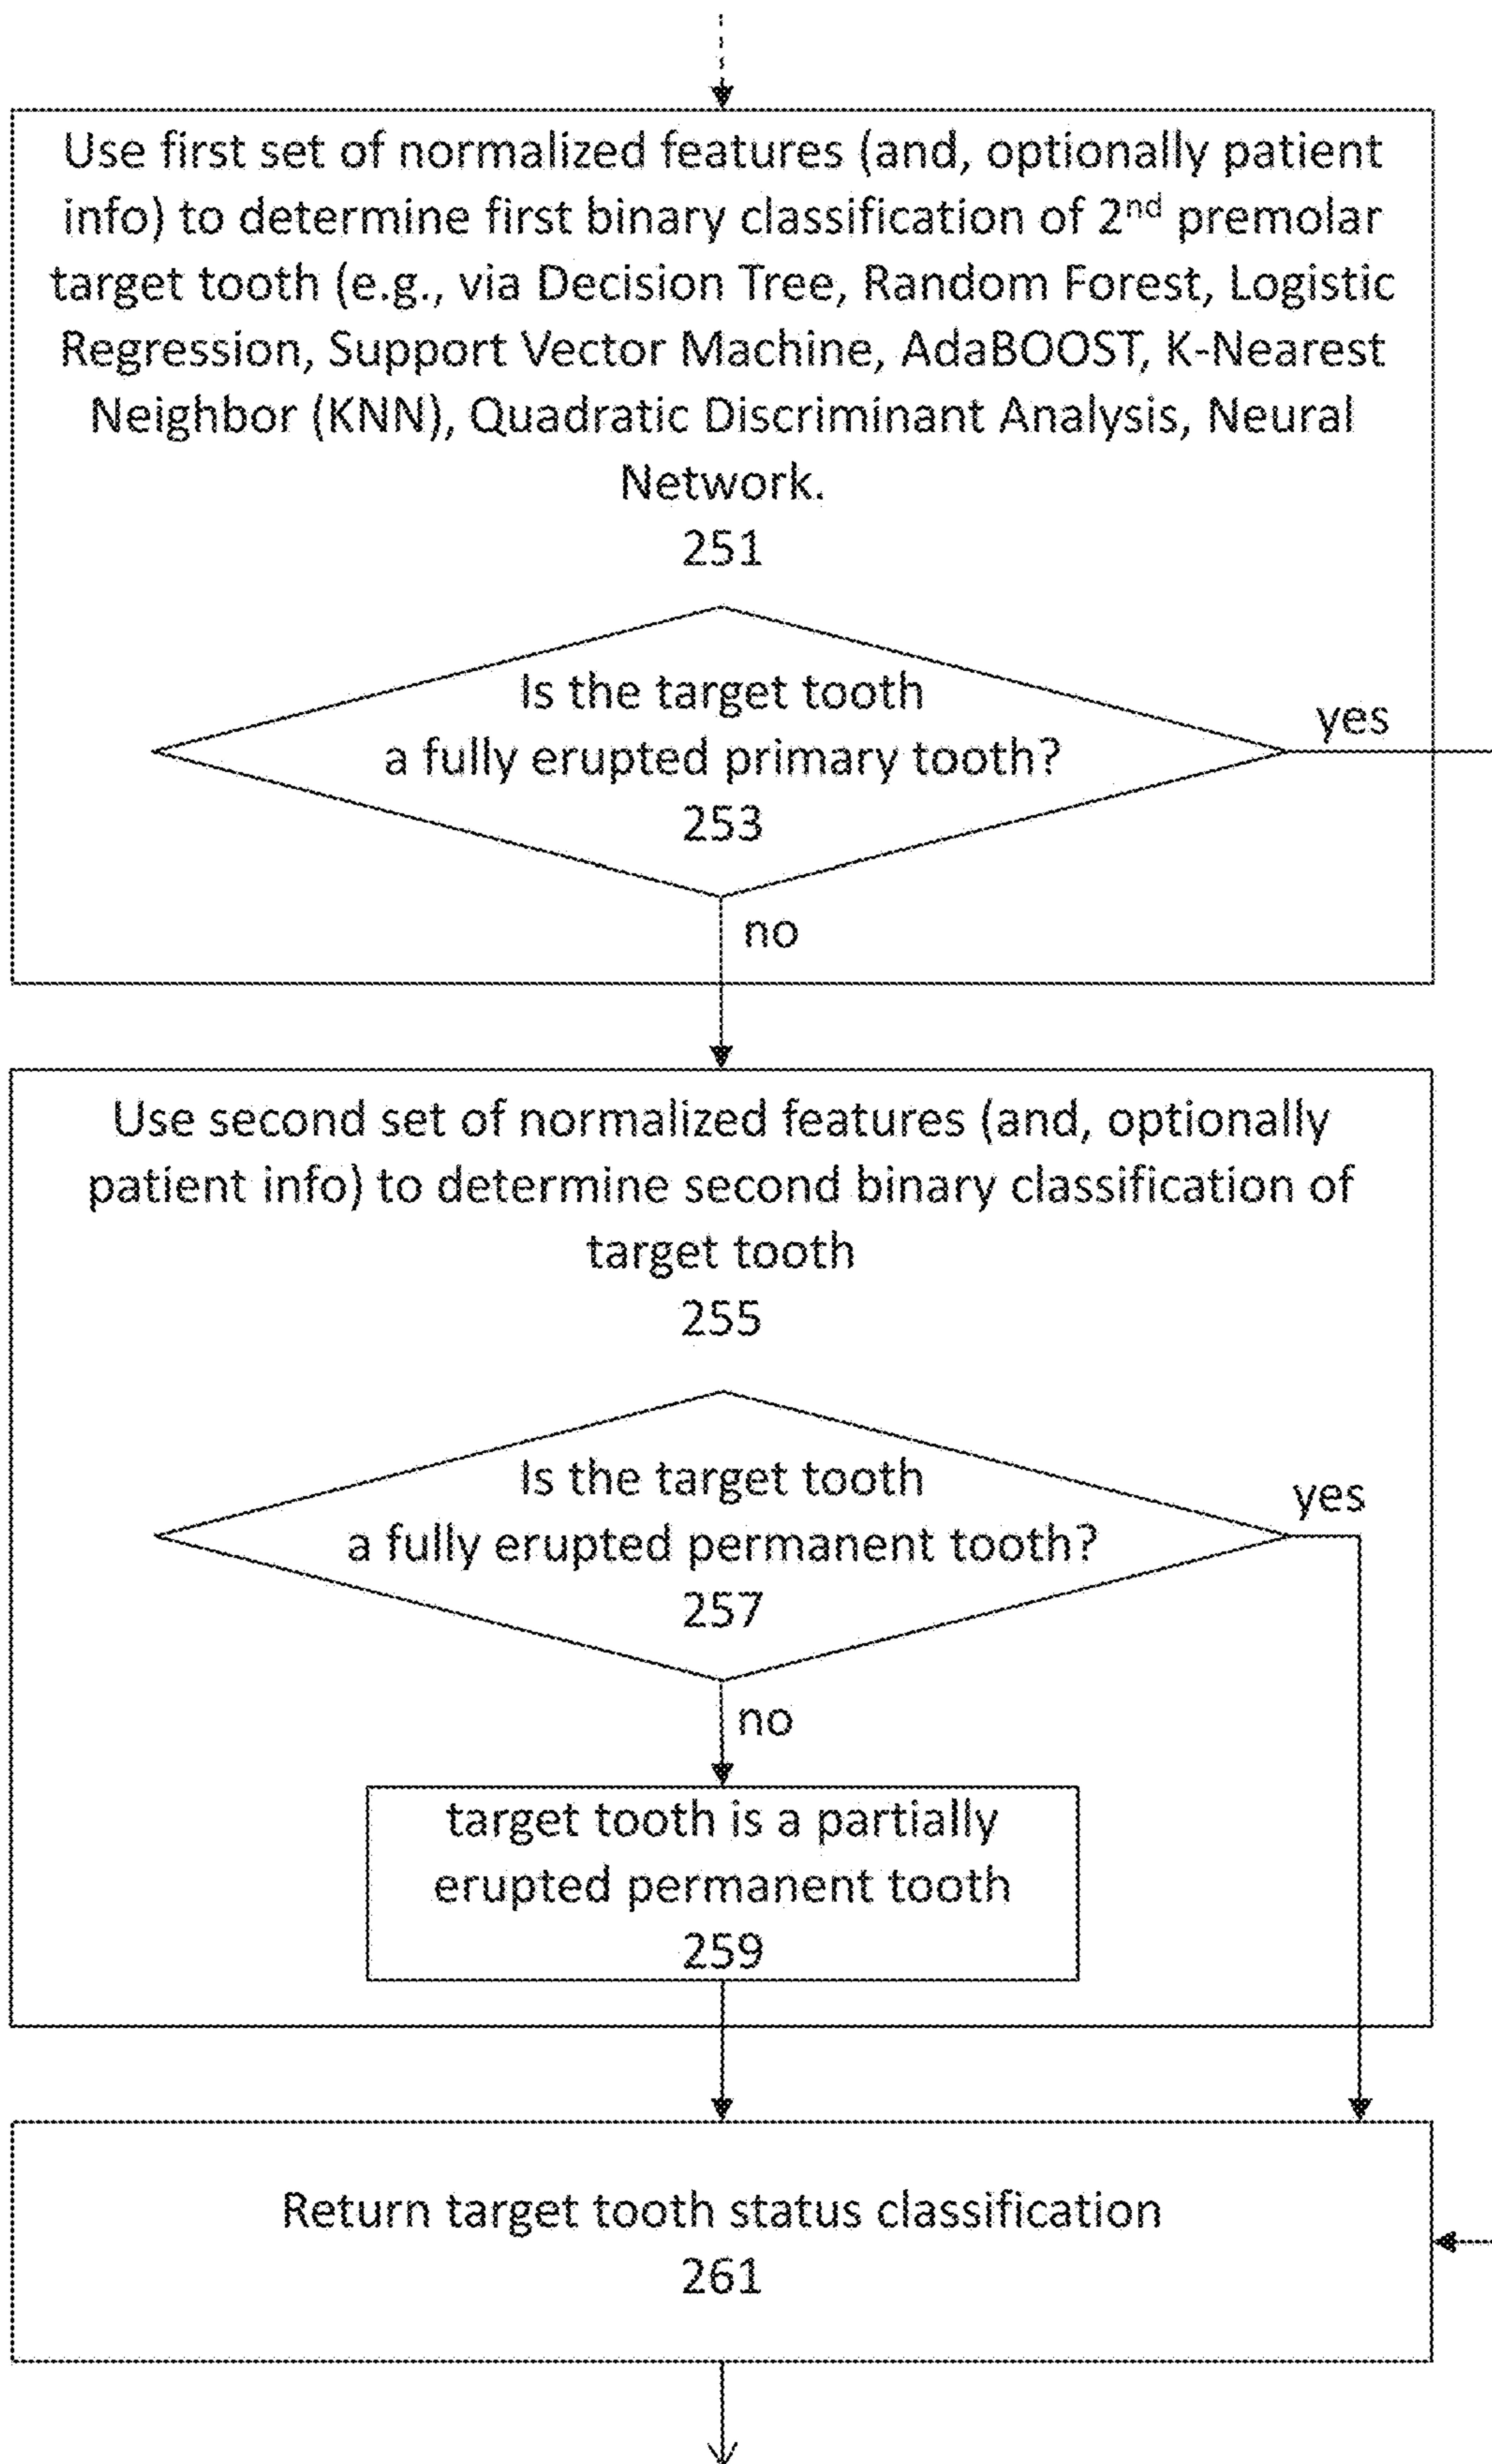 Use first set of normalized features (and, optionally patient
info) to determine first binary classification of 2nd premolar
target tooth (e.g., via Decision Tree, Random Forest, Logistic
Regression, Support Vector Machine, AdaBOOST, K-Nearest
Neighbor (KNN), Quadratic Discriminant Analysis, Neural
Network.
251
Is the target tooth
a fully erupted primary tooth?
253
yes
no
Use second set of normalized features (and, optionally
patient info) to determine second binary classification of
target tooth
255
Is the target tooth
a fully erupted permanent tooth?
257
yes
no
target tooth is a partially
erupted permanent tooth
259
Return target tooth status classification
261